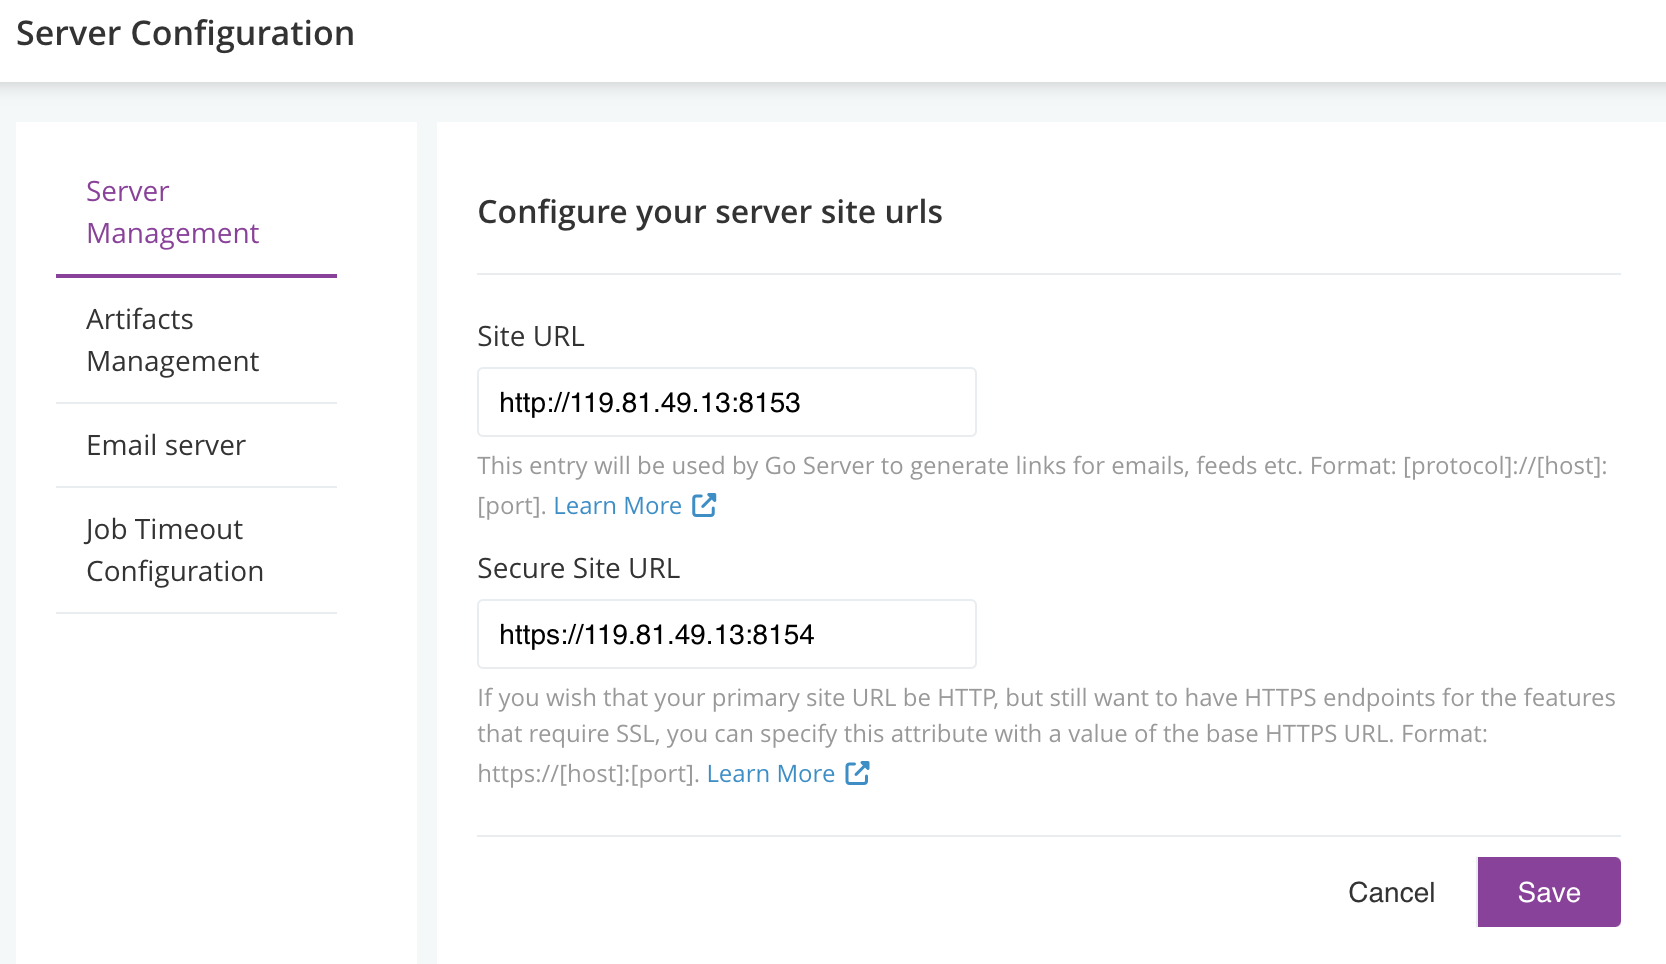 Server Configuration
Server
Management
Artifacts
Management
Email server
Job Timeout
Configuration
Configure your server site urls
Site URL
http://119.81.49.13:8153
This entry will be used by Go Server to generate links for emails, feeds etc. Format: [protocol]://[host]:
[port]. Learn More
Secure Site URL
https://119.81.49.13:8154
If you wish that your primary site URL be HTTP, but still want to have HTTPS endpoints for the features
that require SSL, you can specify this attribute with a value of the base HTTPS URL. Format:
https://[host]:[port]. Learn More
Cancel Save